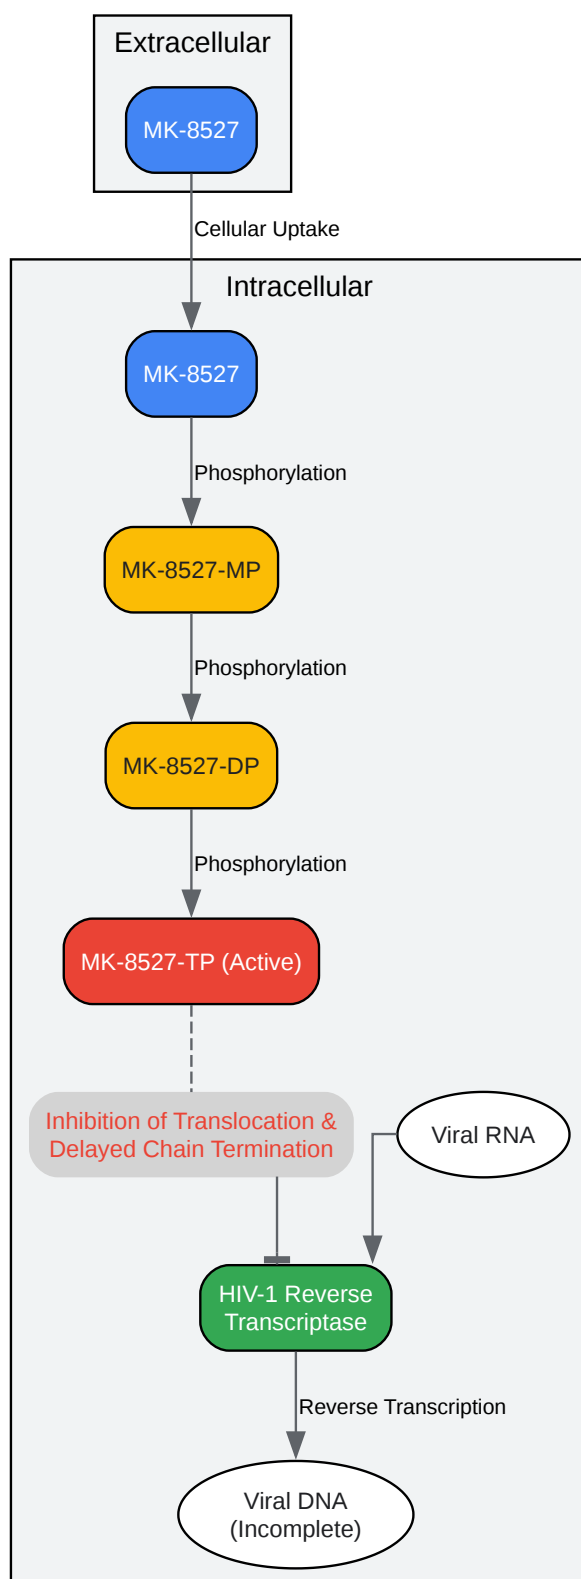 Extracellular
MK-8527
Cellular Uptake
Intracellular
MK-8527
Phosphorylation
MK-8527-MP
Phosphorylation
MK-8527-DP
Phosphorylation
MK-8527-TP (Active)
Inhibition of Translocation &
Delayed Chain Termination
Viral RNA
HIV-1 Reverse
Transcriptase
Reverse Transcription
Viral DNA
(Incomplete)